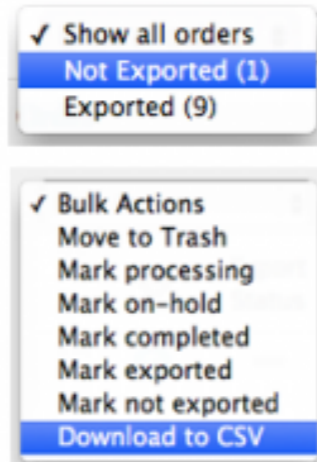 ✓ Show all orders
Not Exported (1)
Exported (9)
✓ Bulk Actions
Move to Trash
Mark processing
Mark on-hold
Mark completed
Mark exported
Mark not exported
Download to CSV